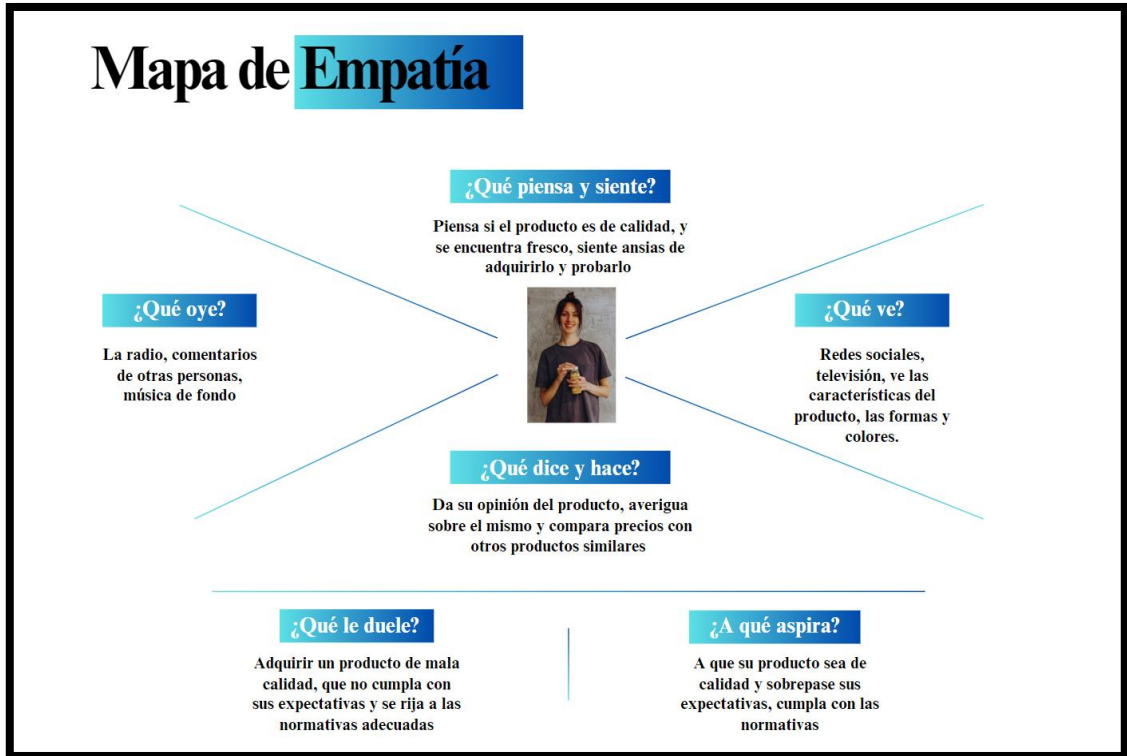 Mapa de Empatía
¿Qué piensa y siente?
Piensa si el producto es de calidad, y
se encuentra fresco, siente ansias de
adquirirlo y probarlo
¿Qué oye?
La radio, comentarios
de otras personas,
música de fondo
¿Qué ve?
Redes sociales,
televisión, ve las
características del
producto, las formas y
colores.
¿Qué dice y hace?
Da su opinión del producto, averigua
sobre el mismo y compara precios con
otros productos similares
¿Qué le duele?
Adquirir un producto de mala
calidad, que no cumpla con
sus expectativas y se rija a las
normativas adecuadas
¿A qué aspira?
A que su producto sea de
calidad y sobrepase sus
expectativas, cumpla con las
normativas